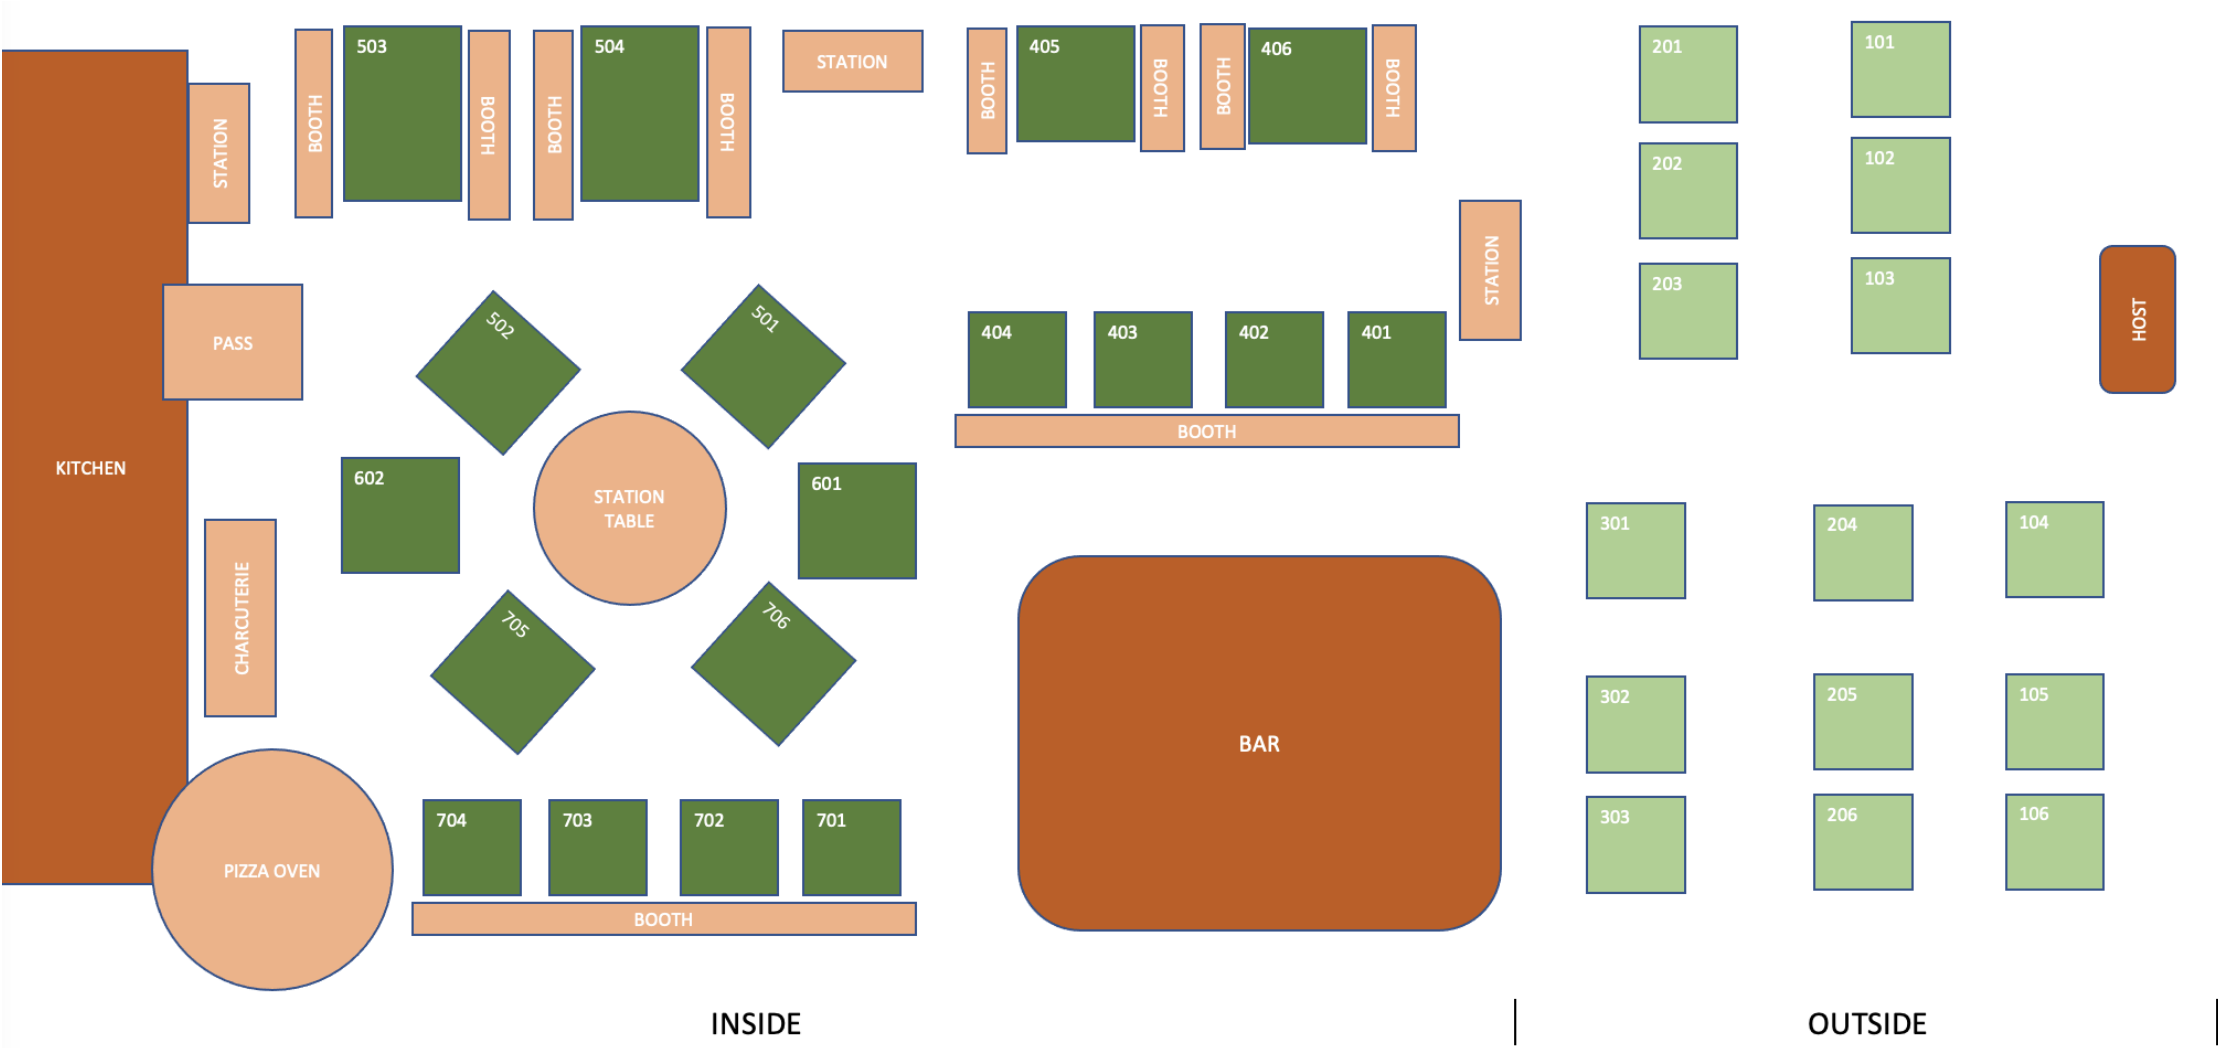 503
504
STATION
405
406
201
101
BOOTH
BOOTH
BOOTH
BOOTH
BOOTH
BOOTH
BOOTH
BOOTH
STATION
202
102
203
103
STATION
HOST
PASS
502
501
404
403
402
401
BOOTH
KITCHEN
602
STATION
TABLE
601
301
204
104
CHARCUTERIE
705
706
302
205
105
BAR
704
703
702
701
303
206
106
PIZZA OVEN
BOOTH
INSIDE
OUTSIDE